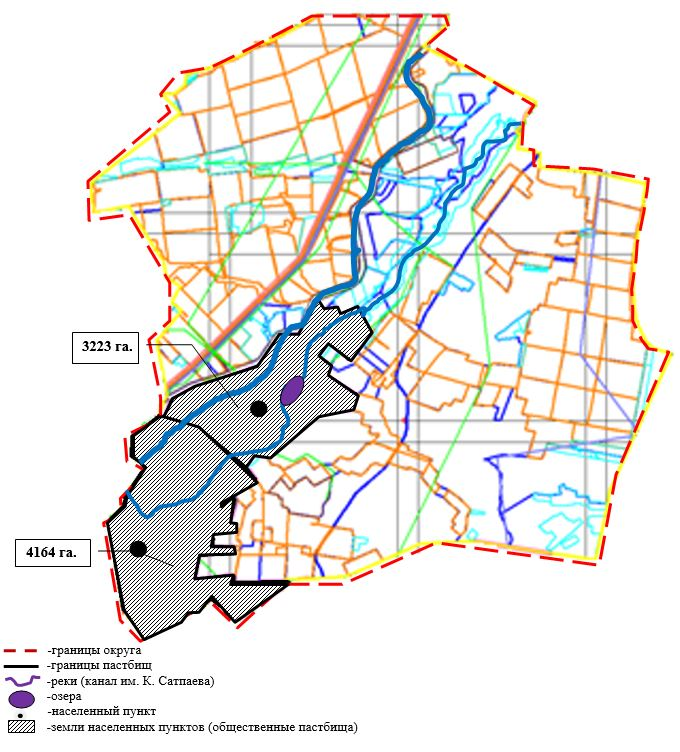 3223 га.
4164 га.
-границы округа
-границы пастбищ
-реки (канал им. К. Сатпаева)
-озера
-населенный пункт
-земли населенных пунктов (общественные пастбища)